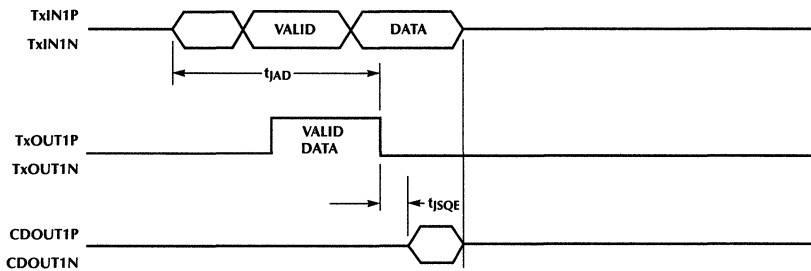 TxIN1P
TxIN1N
VALID
DATA
tJAD
TxOUT1P
TxOUT1N
VALID
DATA
tJSQE
CDOUT1P
CDOUT1N